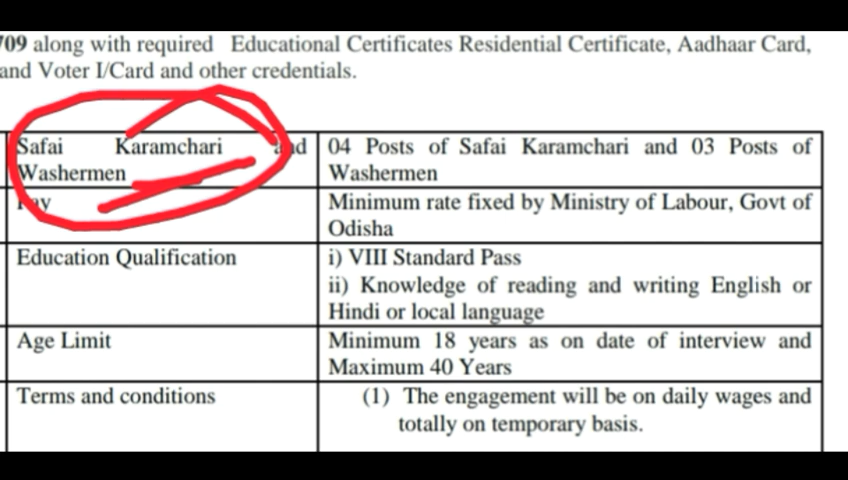 709 along with required Educational Certificates Residential Certificate, Aadhaar Card,
and Voter I/Card and other credentials.
Safai Karamchari and
Washermen
04 Posts of Safai Karamchari and 03 Posts of
Washermen
Pay
Minimum rate fixed by Ministry of Labour, Govt of
Odisha
Education Qualification
i) VIII Standard Pass
ii) Knowledge of reading and writing English or
Hindi or local language
Age Limit
Minimum 18 years as on date of interview and
Maximum 40 Years
Terms and conditions
(1) The engagement will be on daily wages and
totally on temporary basis.